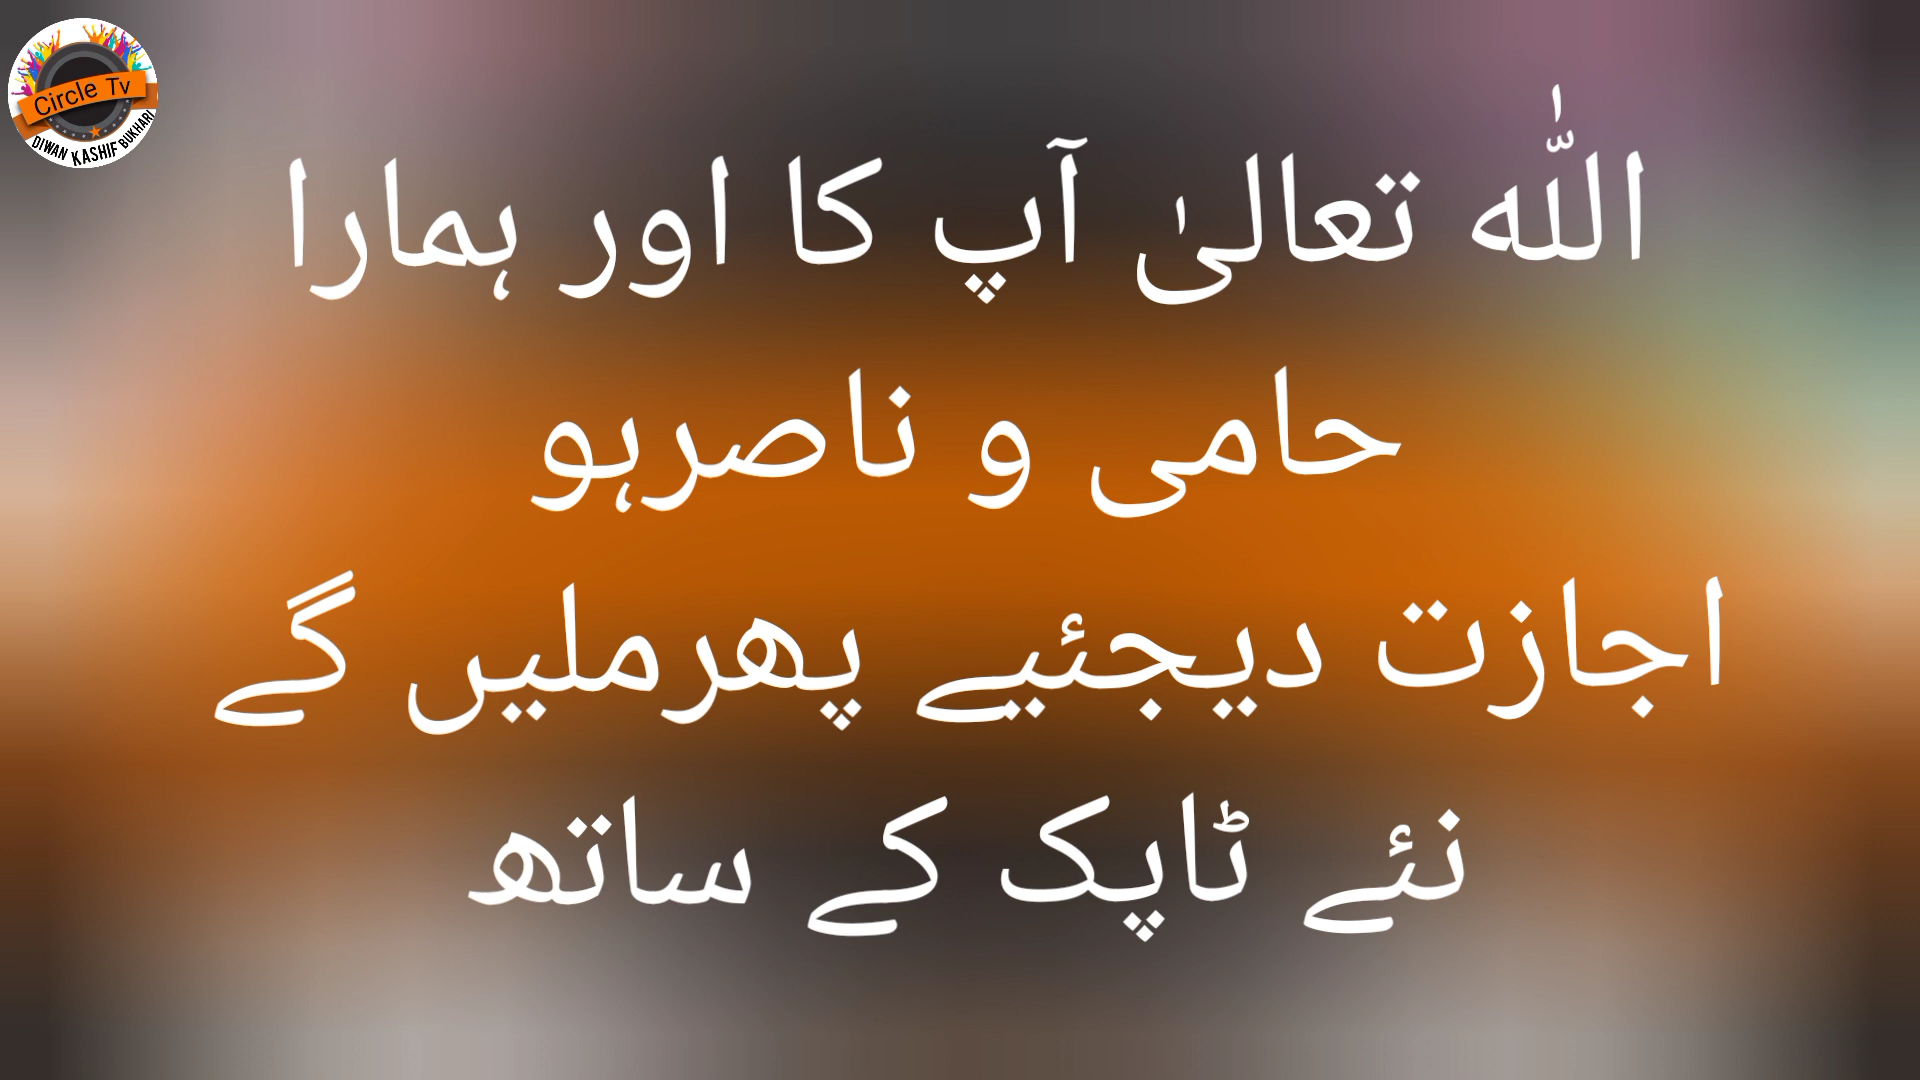 Circle Tv
DIWAN KASHIF BUKHARI
اللّٰه تعالیٰ آپ کا اور ہمارا
حامی و ناصرہو
اجازت دیجئیے پھرملیں گے
نئے ٹاپک کے ساتھ